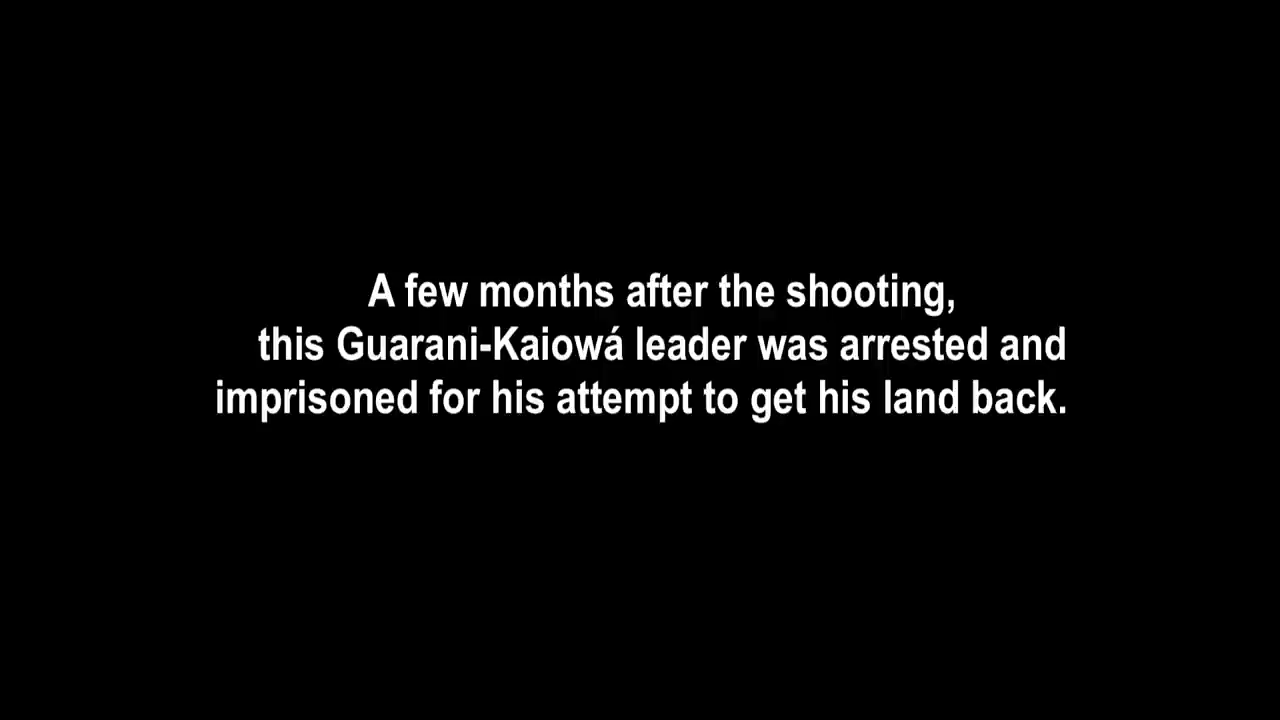 A few months after the shooting,
this Guarani-Kaiowá leader was arrested and
imprisoned for his attempt to get his land back.